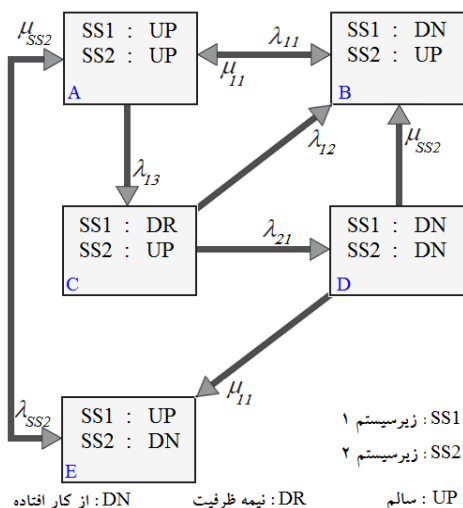 μSS2
SS1 : UP
SS2 : UP
A
λ11
μ11
SS1 : DN
SS2 : UP
B
λ12
μSS2
λ13
SS1 : DR
SS2 : UP
C
λ21
SS1 : DN
SS2 : DN
D
μ11
λSS2
SS1 : UP
SS2 : DN
E
SS1 : زیرسیستم ۱
SS2 : زیرسیستم ۲
UP : سالم
DR : نیمه ظرفیت
DN : از کار افتاده